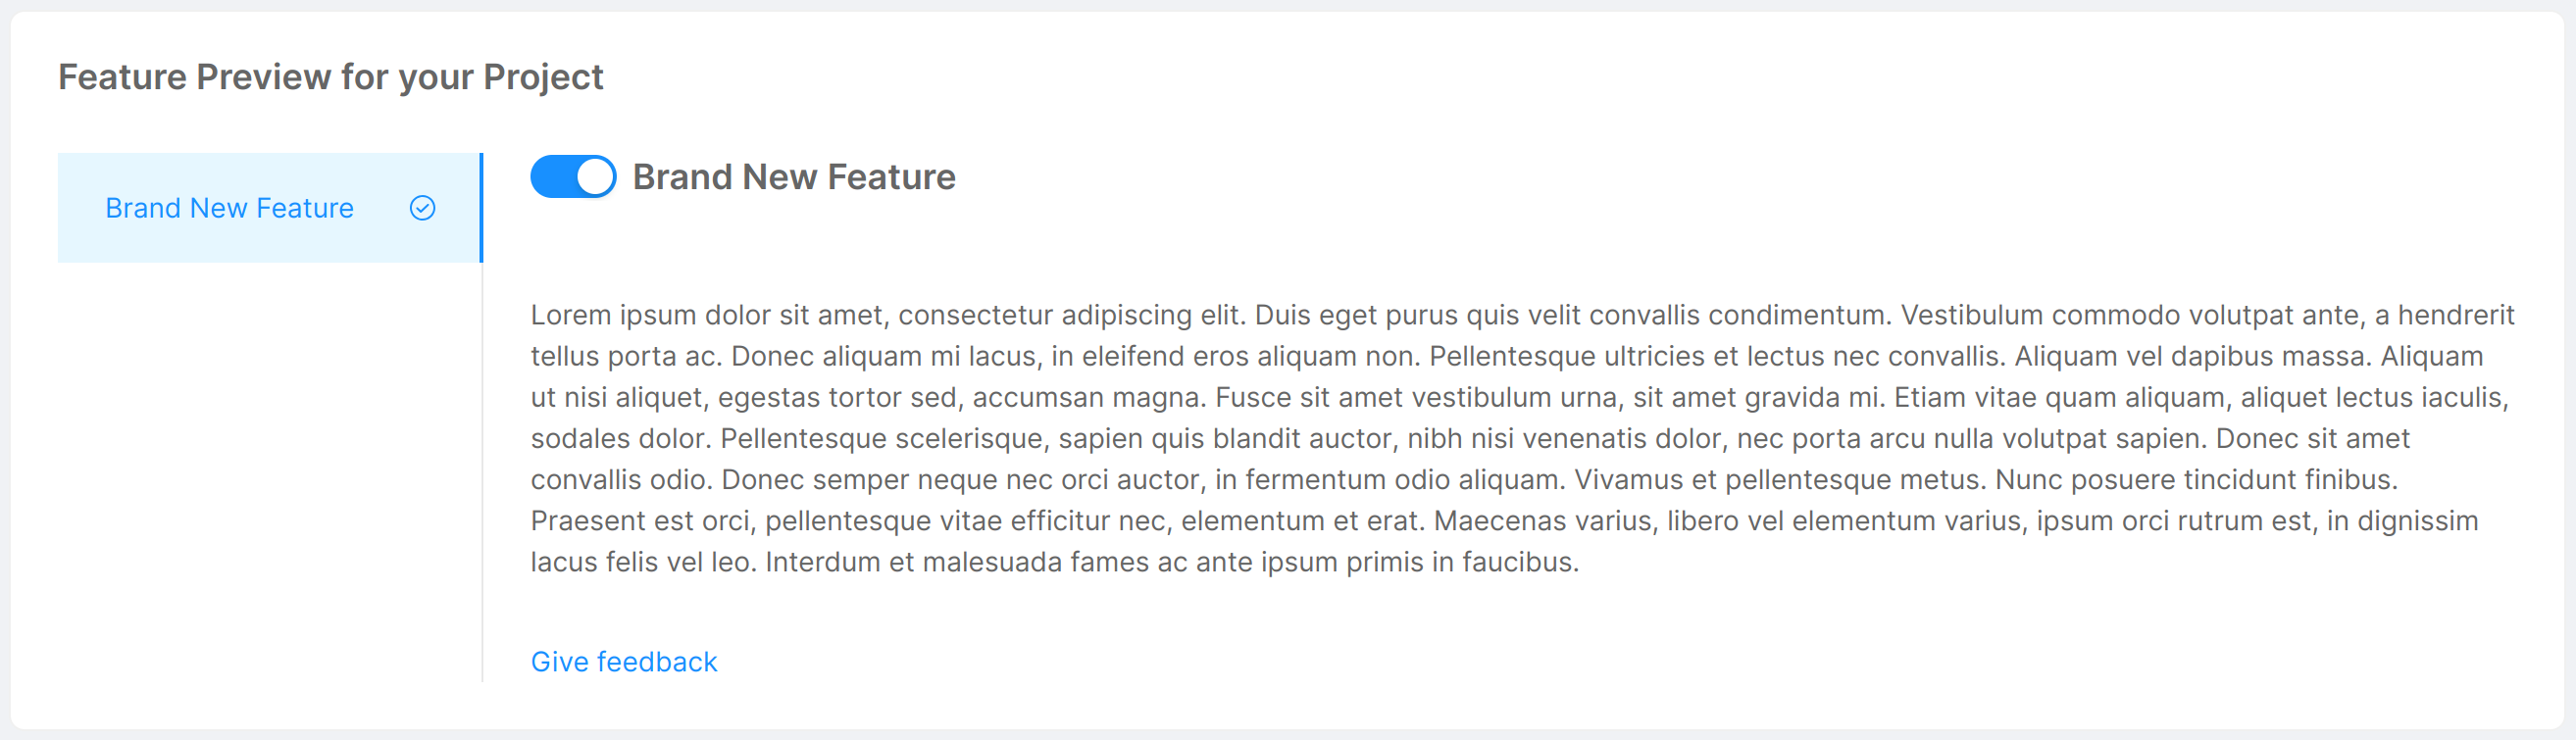 Feature Preview for your Project
Brand New Feature
Brand New Feature
Lorem ipsum dolor sit amet, consectetur adipiscing elit. Duis eget purus quis velit convallis condimentum. Vestibulum commodo volutpat ante, a hendrerit
tellus porta ac. Donec aliquam mi lacus, in eleifend eros aliquam non. Pellentesque ultricies et lectus nec convallis. Aliquam vel dapibus massa. Aliquam
ut nisi aliquet, egestas tortor sed, accumsan magna. Fusce sit amet vestibulum urna, sit amet gravida mi. Etiam vitae quam aliquam, aliquet lectus iaculis,
sodales dolor. Pellentesque scelerisque, sapien quis blandit auctor, nibh nisi venenatis dolor, nec porta arcu nulla volutpat sapien. Donec sit amet
convallis odio. Donec semper neque nec orci auctor, in fermentum odio aliquam. Vivamus et pellentesque metus. Nunc posuere tincidunt finibus.
Praesent est orci, pellentesque vitae efficitur nec, elementum et erat. Maecenas varius, libero vel elementum varius, ipsum orci rutrum est, in dignissim
lacus felis vel leo. Interdum et malesuada fames ac ante ipsum primis in faucibus.
Give feedback